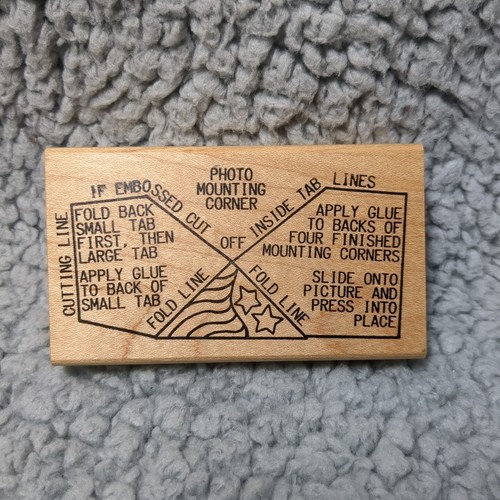 PHOTO
MOUNTING
CORNER
IF EMBOSSED CUT OFF INSIDE TAB LINES
CUTTING LINE
FOLD BACK
SMALL TAB
FIRST, THEN
LARGE TAB
APPLY GLUE
TO BACK OF
SMALL TAB
FOLD LINE
FOLD LINE
APPLY GLUE
TO BACKS OF
FOUR FINISHED
MOUNTING CORNERS
SLIDE ONTO
PICTURE AND
PRESS INTO
PLACE